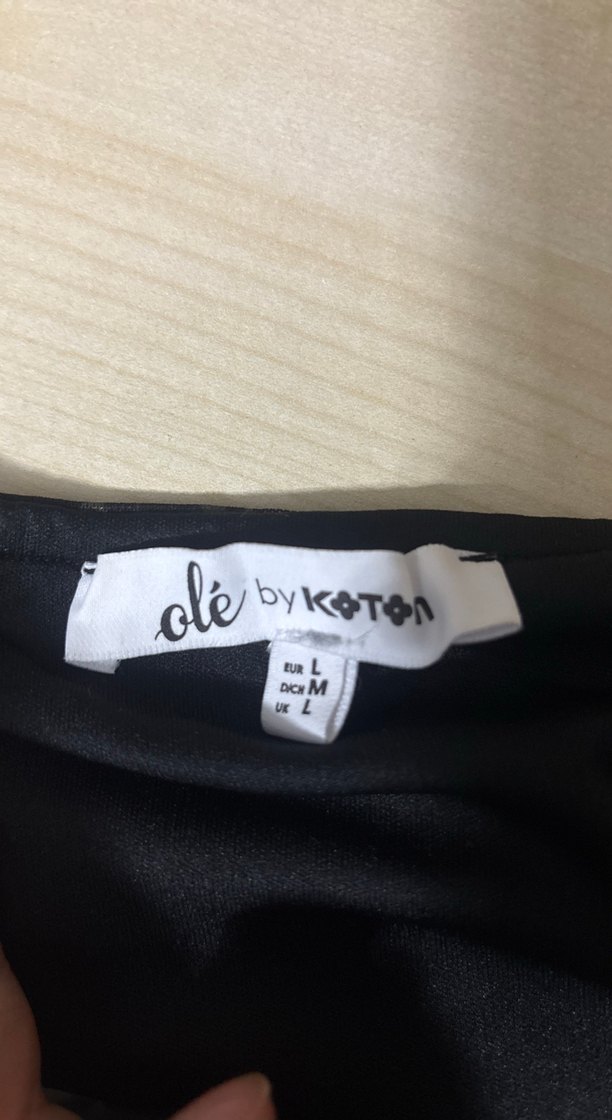 olé by KOTON
EUR L
D/CH M
UK L